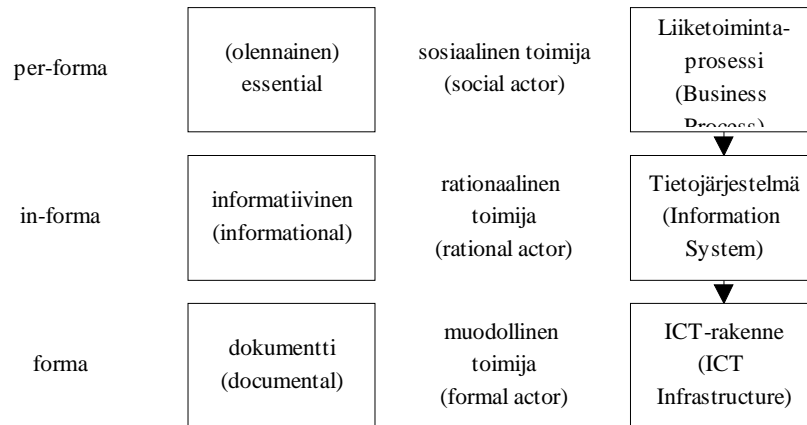 per-forma
(olennainen)
essential
sosiaalinen toimija
(social actor)
Liiketoiminta-
prosessi
(Business
Process)
in-forma
informatiivinen
(informational)
rationaalinen
toimija
(rational actor)
Tietojärjestelmä
(Information
System)
forma
dokumentti
(documental)
muodollinen
toimija
(formal actor)
ICT-rakenne
(ICT
Infrastructure)